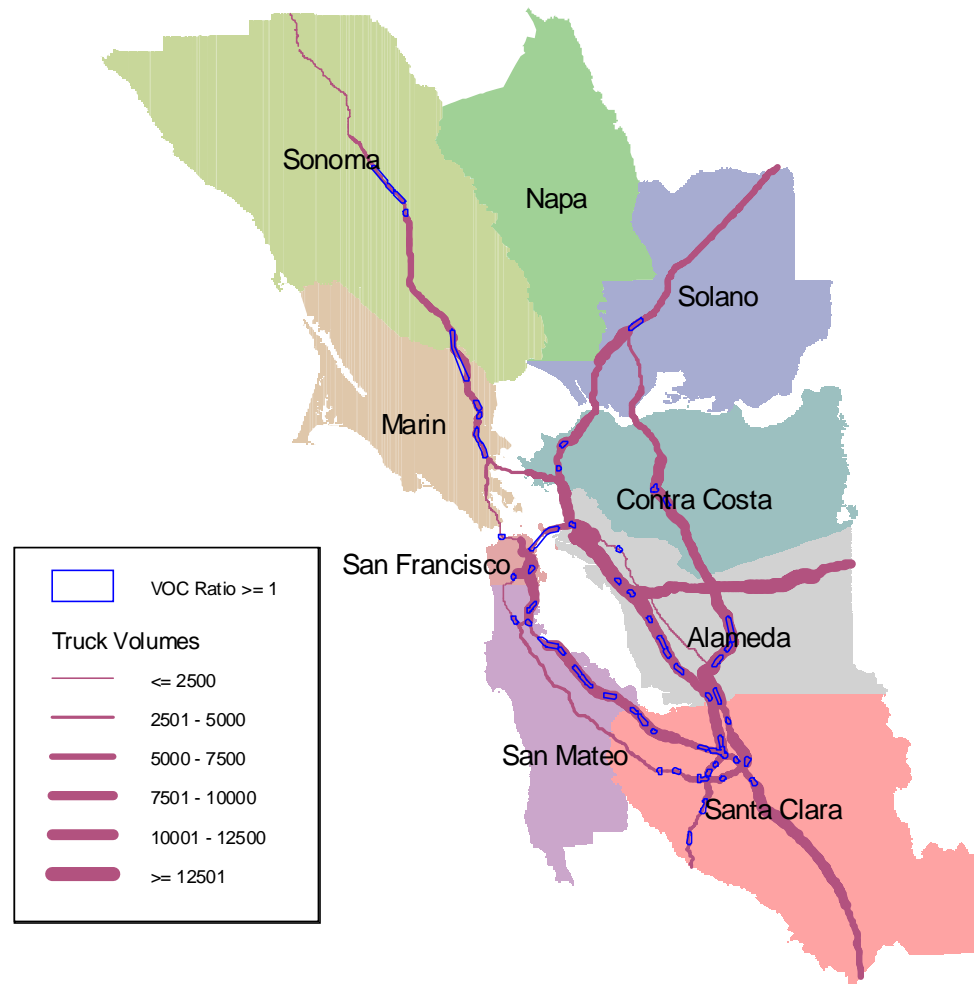 Sonoma
Napa
Solano
Marin
Contra Costa
San Francisco
Alameda
San Mateo
Santa Clara
VOC Ratio >= 1
Truck Volumes
<= 2500
2501 - 5000
5000 - 7500
7501 - 10000
10001 - 12500
>= 12501